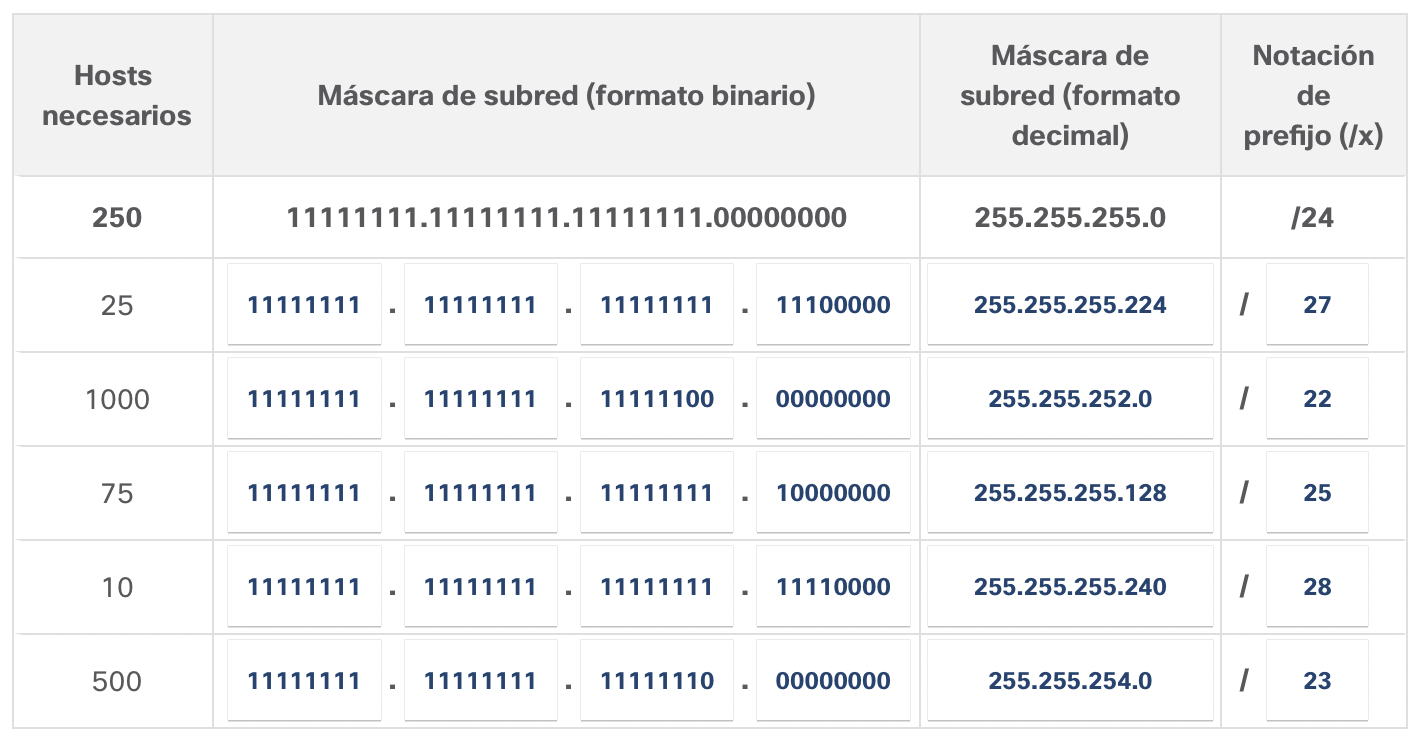 Hosts necesarios | Máscara de subred (formato binario) | Máscara de subred (formato decimal) | Notación de prefijo (/x)
250 | 11111111.11111111.11111111.00000000 | 255.255.255.0 | /24
25 | 11111111 . 11111111 . 11111111 . 11100000 | 255.255.255.224 | / 27
1000 | 11111111 . 11111111 . 11111100 . 00000000 | 255.255.252.0 | / 22
75 | 11111111 . 11111111 . 11111111 . 10000000 | 255.255.255.128 | / 25
10 | 11111111 . 11111111 . 11111111 . 11110000 | 255.255.255.240 | / 28
500 | 11111111 . 11111111 . 11111110 . 00000000 | 255.255.254.0 | / 23